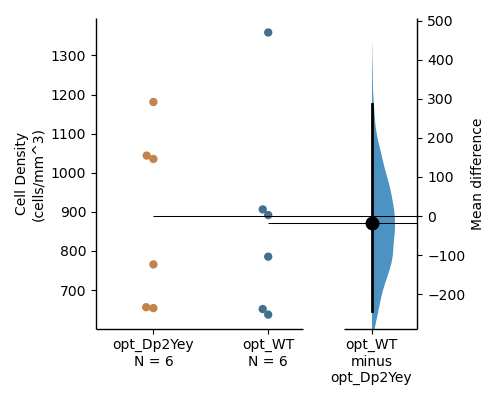 Cell Density
(cells/mm^3)
1300
1200
1100
1000
900
800
700
opt_Dp2Yey
N = 6
opt_WT
N = 6
500
400
300
200
100
0
−100
−200
Mean difference
opt_WT
minus
opt_Dp2Yey